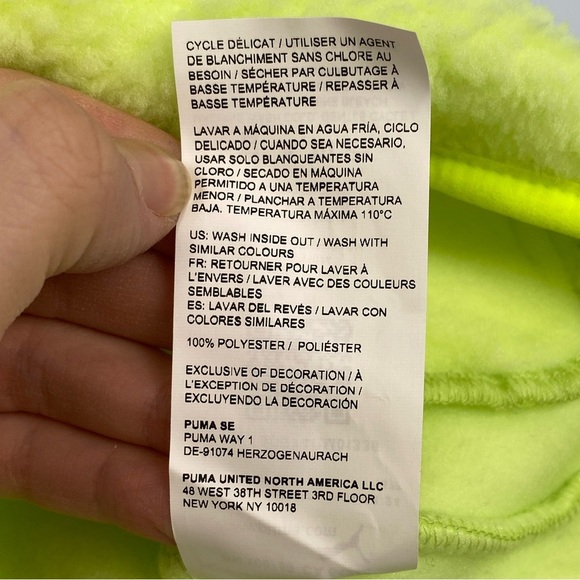 CYCLE DÉLICAT / UTILISER UN AGENT
DE BLANCHIMENT SANS CHLORE AU
BESOIN / SÉCHER PAR CULBUTAGE À
BASSE TEMPÉRATURE / REPASSER À
BASSE TEMPÉRATURE
LAVAR A MÁQUINA EN AGUA FRÍA, CICLO
DELICADO / CUANDO SEA NECESARIO,
USAR SOLO BLANQUEANTES SIN
CLORO / SECADO EN MÁQUINA
PERMITIDO A UNA TEMPERATURA
MENOR / PLANCHAR A TEMPERATURA
BAJA. TEMPERATURA MÁXIMA 110°C
US: WASH INSIDE OUT / WASH WITH
SIMILAR COLOURS
FR: RETOURNER POUR LAVER À
L'ENVERS / LAVER AVEC DES COULEURS
SEMBLABLES
ES: LAVAR DEL REVÉS / LAVAR CON
COLORES SIMILARES
100% POLYESTER / POLIÉSTER
EXCLUSIVE OF DECORATION / À
L'EXCEPTION DE DÉCORATION /
EXCLUYENDO LA DECORACIÓN
PUMA SE
PUMA WAY 1
DE-91074 HERZOGENAURACH
PUMA UNITED NORTH AMERICA LLC
48 WEST 38TH STREET 3RD FLOOR
NEW YORK NY 10018